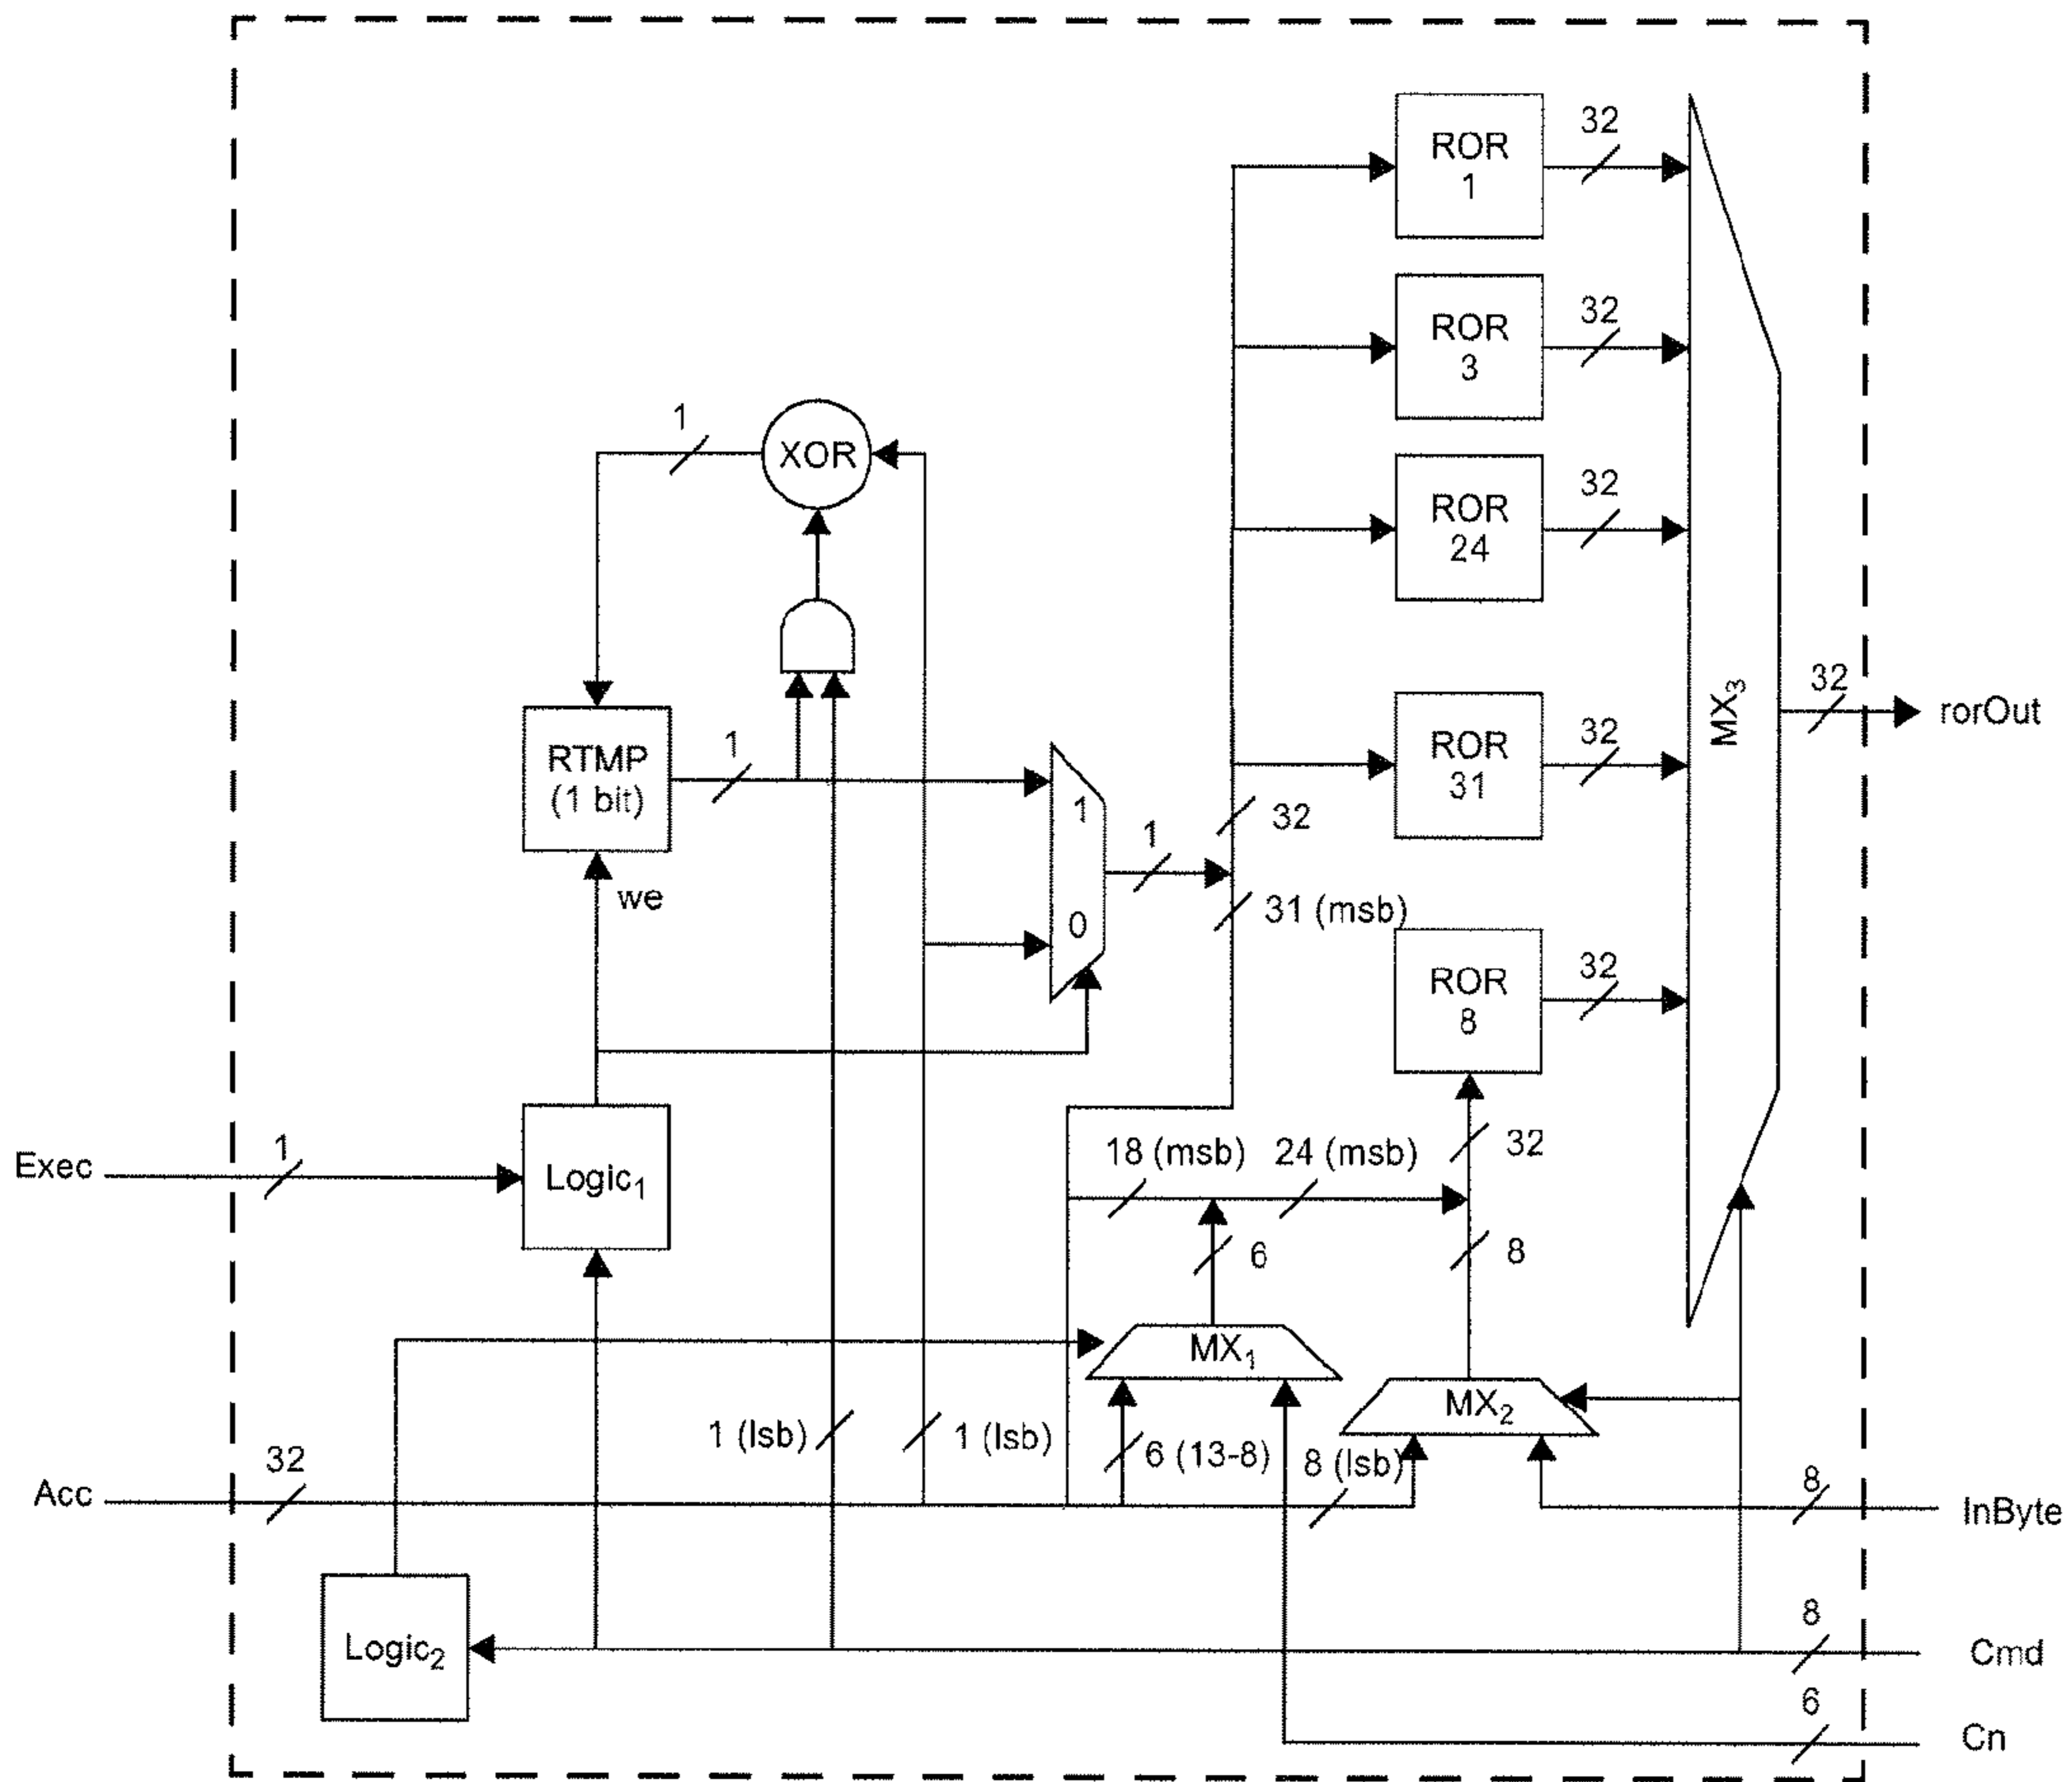 32
ROR
1
32
ROR
3
1
XOR
32
ROR
24
32
rorOut
MX3
RTMP
(1 bit)
1
we
1
0
1
32
ROR
31
32
31 (msb)
ROR
8
32
Exec
1
Logic1
18 (msb)
24 (msb)
32
6
8
MX1
MX2
1 (lsb)
1 (lsb)
6 (13-8)
8 (lsb)
Acc
32
8
InByte
Logic2
8
Cmd
6
Cn